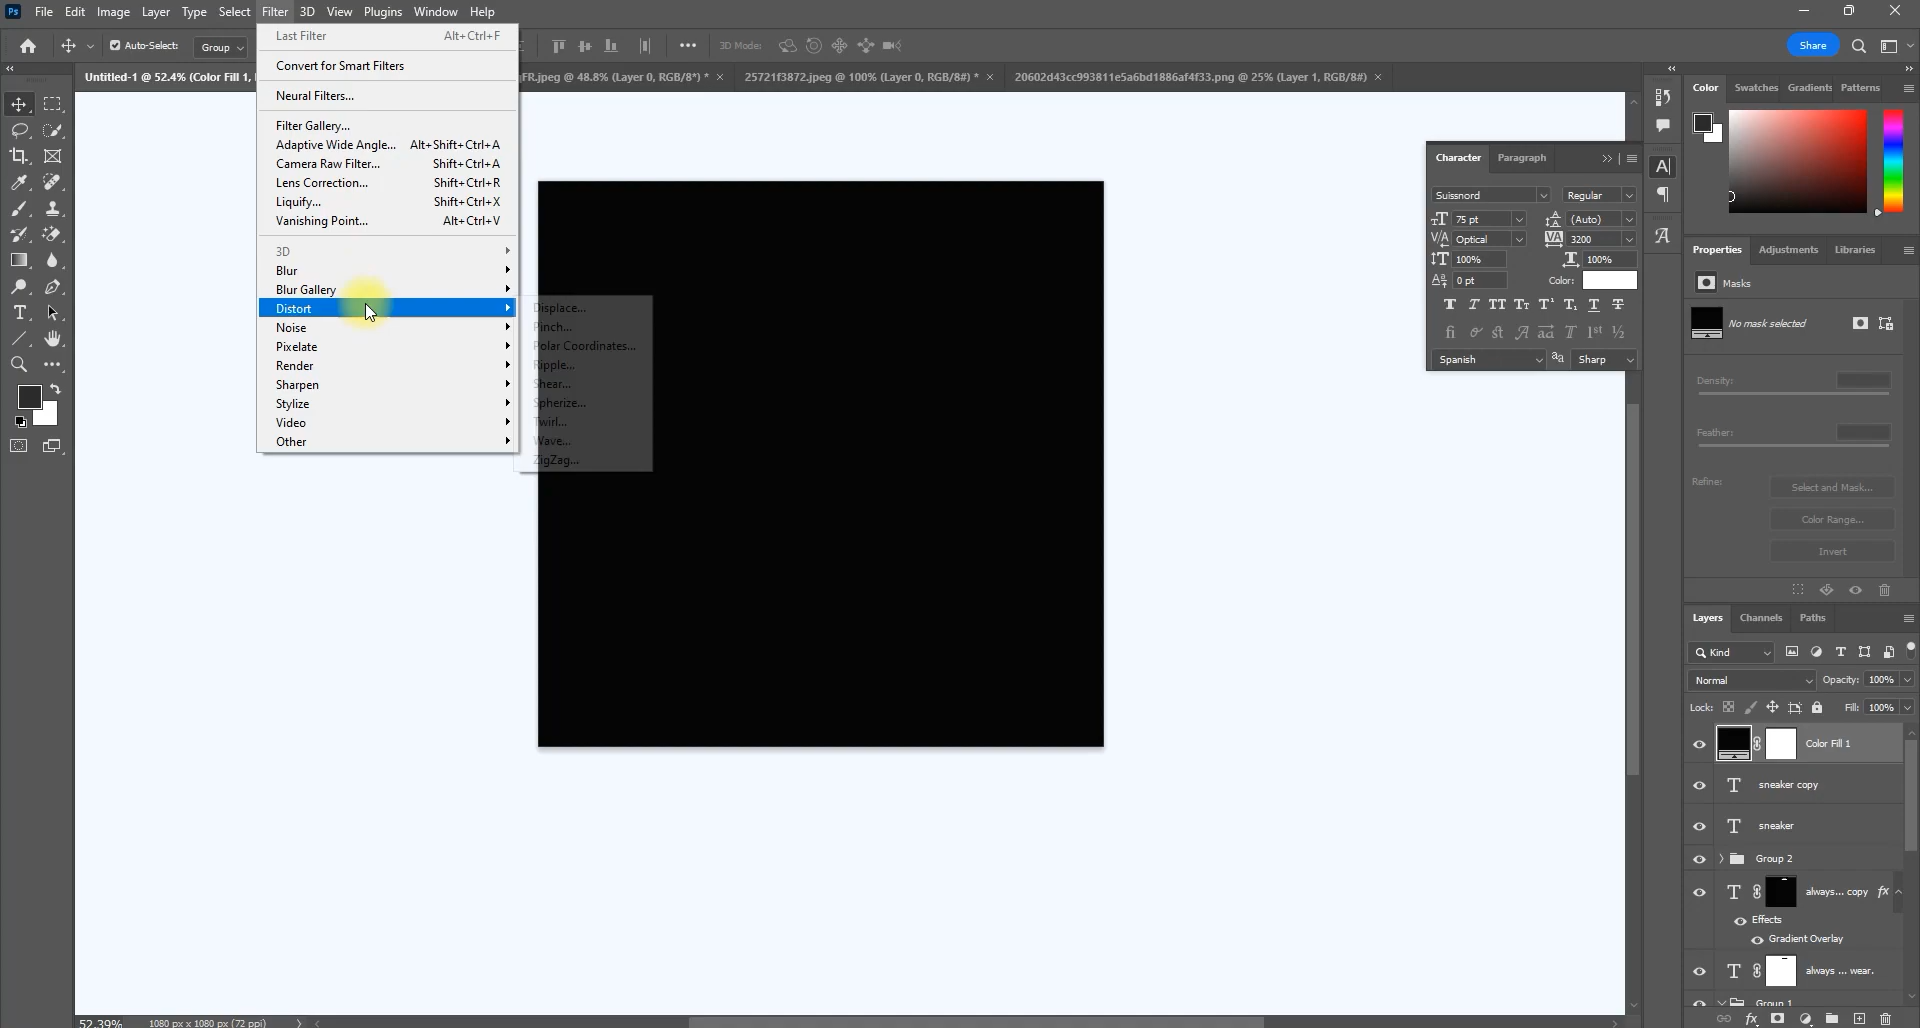 File Edit Image Layer Type Select Filter 3D View Plugins Window Help
Auto-Select: Group
3D Mode:
Share
Untitled-1 @ 52.4% (Color Fill 1,
gFR.jpeg @ 48.8% (Layer 0, RGB/8*) *
25721f3872.jpeg @ 100% (Layer 0, RGB/8#) *
20602d43cc993811e5a6bd1886af4f33.png @ 25% (Layer 1, RGB/8#)
Last Filter Alt+Ctrl+F
Convert for Smart Filters
Neural Filters...
Filter Gallery...
Adaptive Wide Angle... Alt+Shift+Ctrl+A
Camera Raw Filter... Shift+Ctrl+A
Lens Correction... Shift+Ctrl+R
Liquify... Shift+Ctrl+X
Vanishing Point... Alt+Ctrl+V
3D
Blur
Blur Gallery
Distort
Noise
Pixelate
Render
Sharpen
Stylize
Video
Other
Displace...
Pinch...
Polar Coordinates...
Ripple...
Shear...
Spherize...
Twirl...
Wave...
ZigZag...
Character Paragraph
Suissnord Regular
75 pt (Auto)
Optical 3200
100% 100%
0 pt Color:
Spanish Sharp
Color Swatches Gradients Patterns
Properties Adjustments Libraries
Masks
No mask selected
Density:
Feather:
Refine: Select and Mask...
Color Range...
Invert
Layers Channels Paths
Kind
Normal Opacity: 100%
Lock: Fill: 100%
Color Fill 1
sneaker copy
sneaker
Group 2
always... copy fx
Effects
Gradient Overlay
always ... wear.
Group 1
52.39% 1080 px x 1080 px (72 ppi)